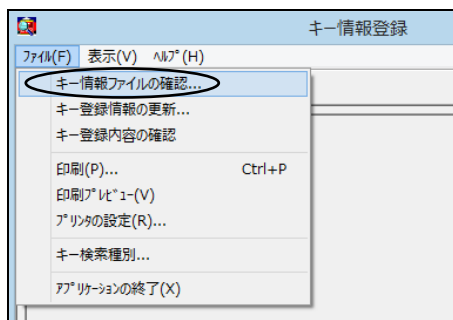 キー情報登録
ﾌｧｲﾙ(F) 表示(V) ﾍﾙﾌﾟ(H)
キー情報ファイルの確認...
キー登録情報の更新...
キー登録内容の確認
印刷(P)... Ctrl+P
印刷ﾌﾟﾚﾋﾞｭｰ(V)
ﾌﾟﾘﾝﾀの設定(R)...
キー検索種別...
ｱﾌﾟﾘｹｰｼｮﾝの終了(X)